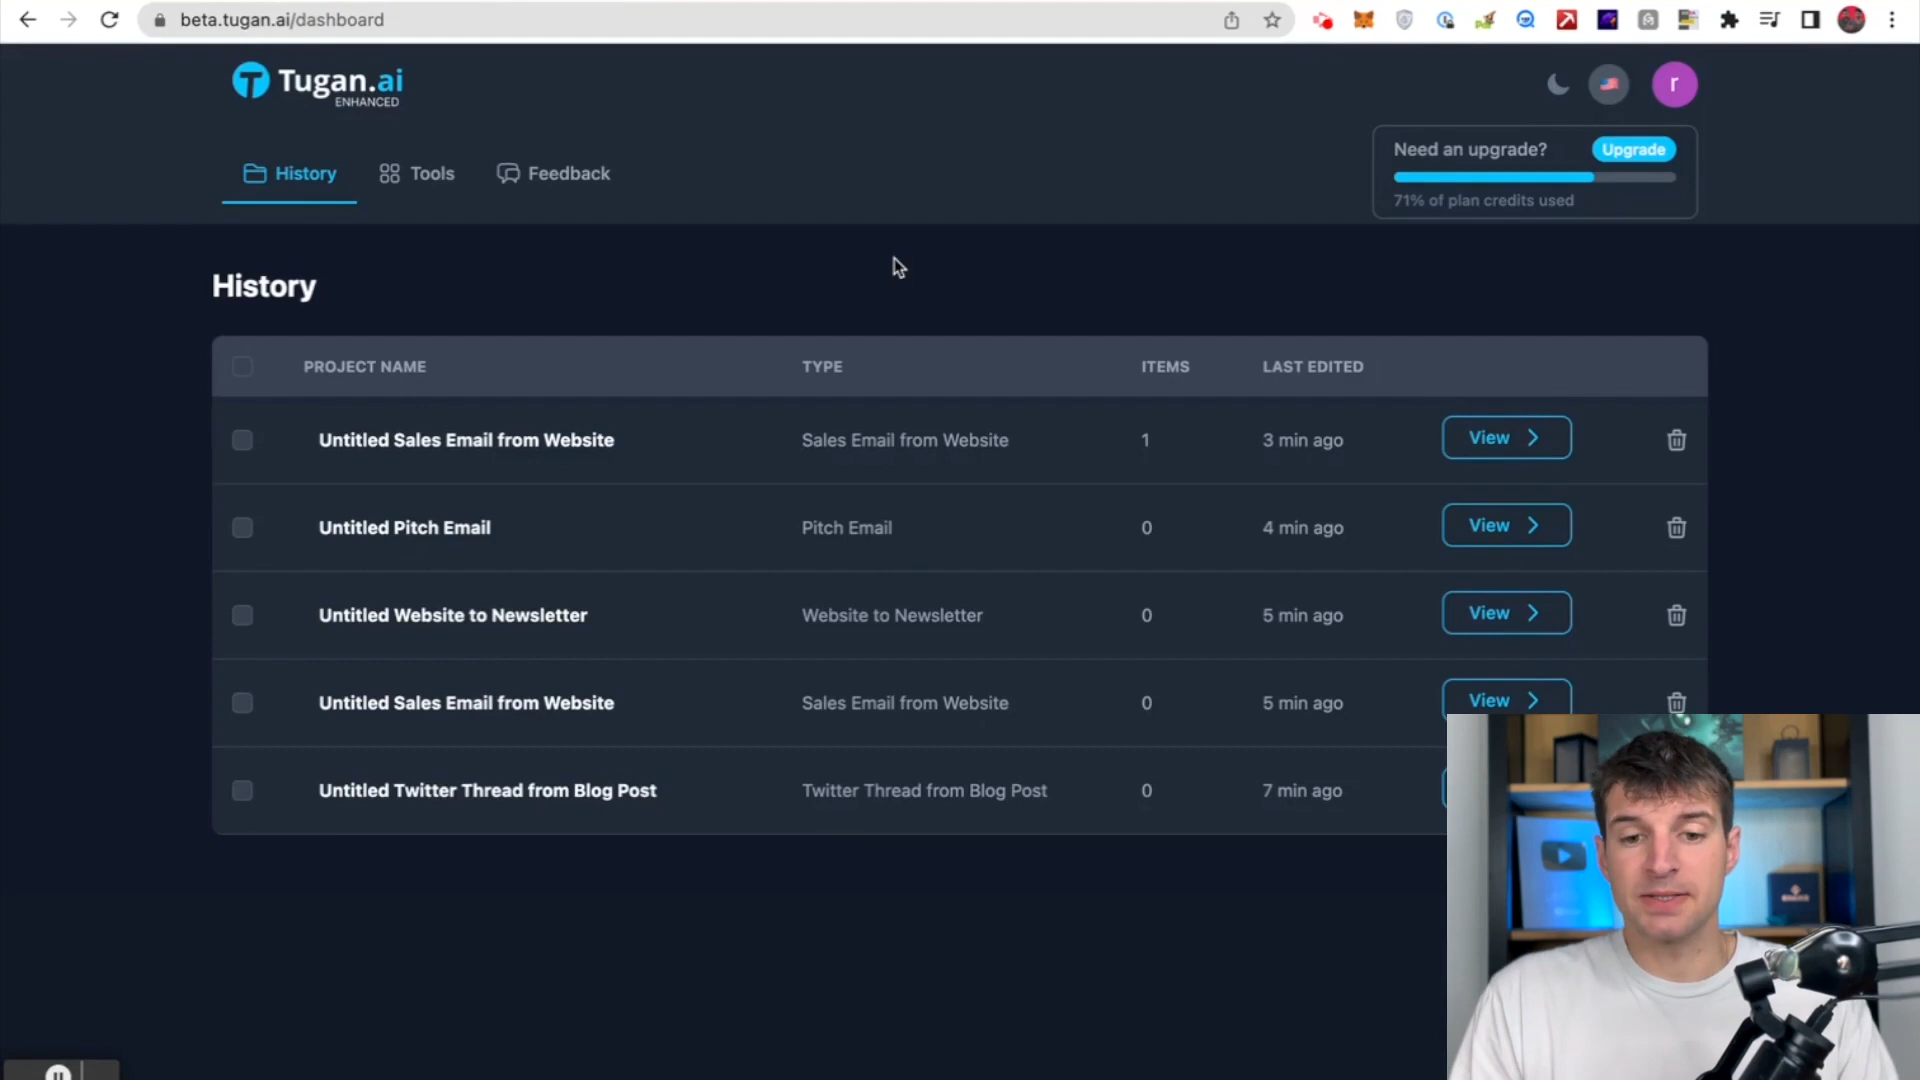 beta.tugan.ai/dashboard
Tugan.ai
ENHANCED
r
History
Tools
Feedback
Need an upgrade?
Upgrade
71% of plan credits used
History
PROJECT NAME TYPE ITEMS LAST EDITED
Untitled Sales Email from Website Sales Email from Website 1 3 min ago View
Untitled Pitch Email Pitch Email 0 4 min ago View
Untitled Website to Newsletter Website to Newsletter 0 5 min ago View
Untitled Sales Email from Website Sales Email from Website 0 5 min ago View
Untitled Twitter Thread from Blog Post Twitter Thread from Blog Post 0 7 min ago